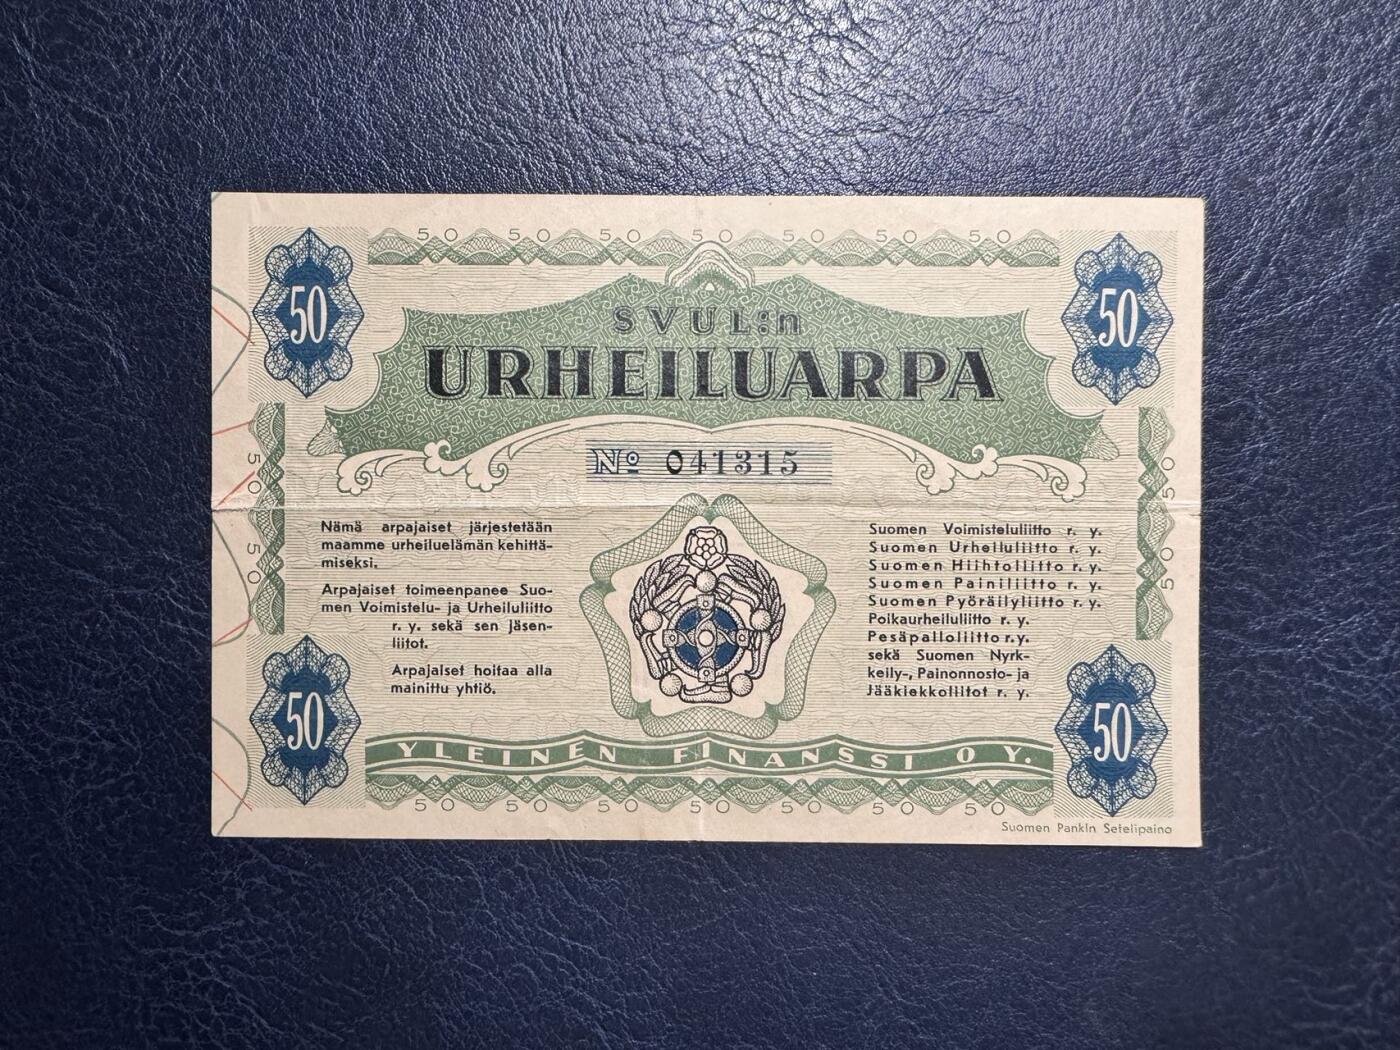 50 50 50 50 50 50 50
50 50
SVUL:n
URHEILUARPA
Nº 041315
50 50
50 50
Nämä arpajaiset järjestetään
maamme urheiluelämän kehittä-
miseksi.
Arpajaiset toimeenpanee Suo-
men Voimistelu- ja Urheiluliitto
r. y. sekä sen jäsen-
liitot.
Arpajaiset hoitaa alla
mainittu yhtiö.
Suomen Voimisteluliitto r. y.
Suomen Urheiluliitto r. y.
Suomen Hiihtoliitto r. y.
Suomen Painiliitto r. y.
Suomen Pyöräilyliitto r. y.
Poikaurheiluliitto r. y.
Pesäpalloliitto r. y.
sekä Suomen Nyrk-
keily-, Painonnosto- ja
Jääkiekkoliitot r. y.
50 50
YLEINEN FINANSSI OY.
50 50 50 50 50 50 50
Suomen Pankin Setelipaino